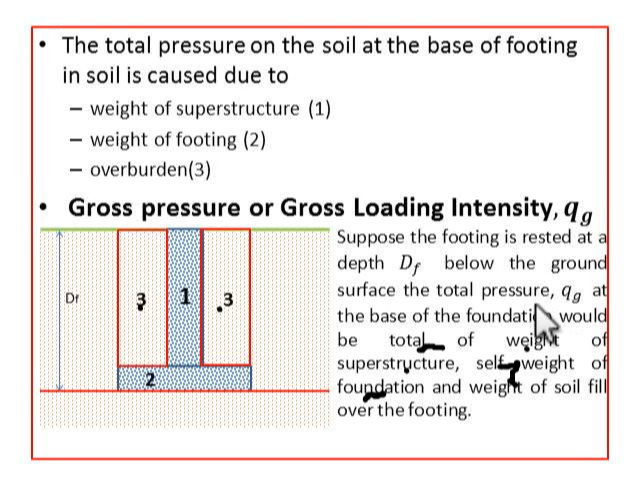 • The total pressure on the soil at the base of footing
in soil is caused due to
– weight of superstructure (1)
– weight of footing (2)
– overburden(3)
• Gross pressure or Gross Loading Intensity, q_g
Df
3
1
.3
2
Suppose the footing is rested at a
depth D_f below the ground
surface the total pressure, q_g at
the base of the foundati would
be total of weight of
superstructure, self weight of
foundation and weight of soil fill
over the footing.